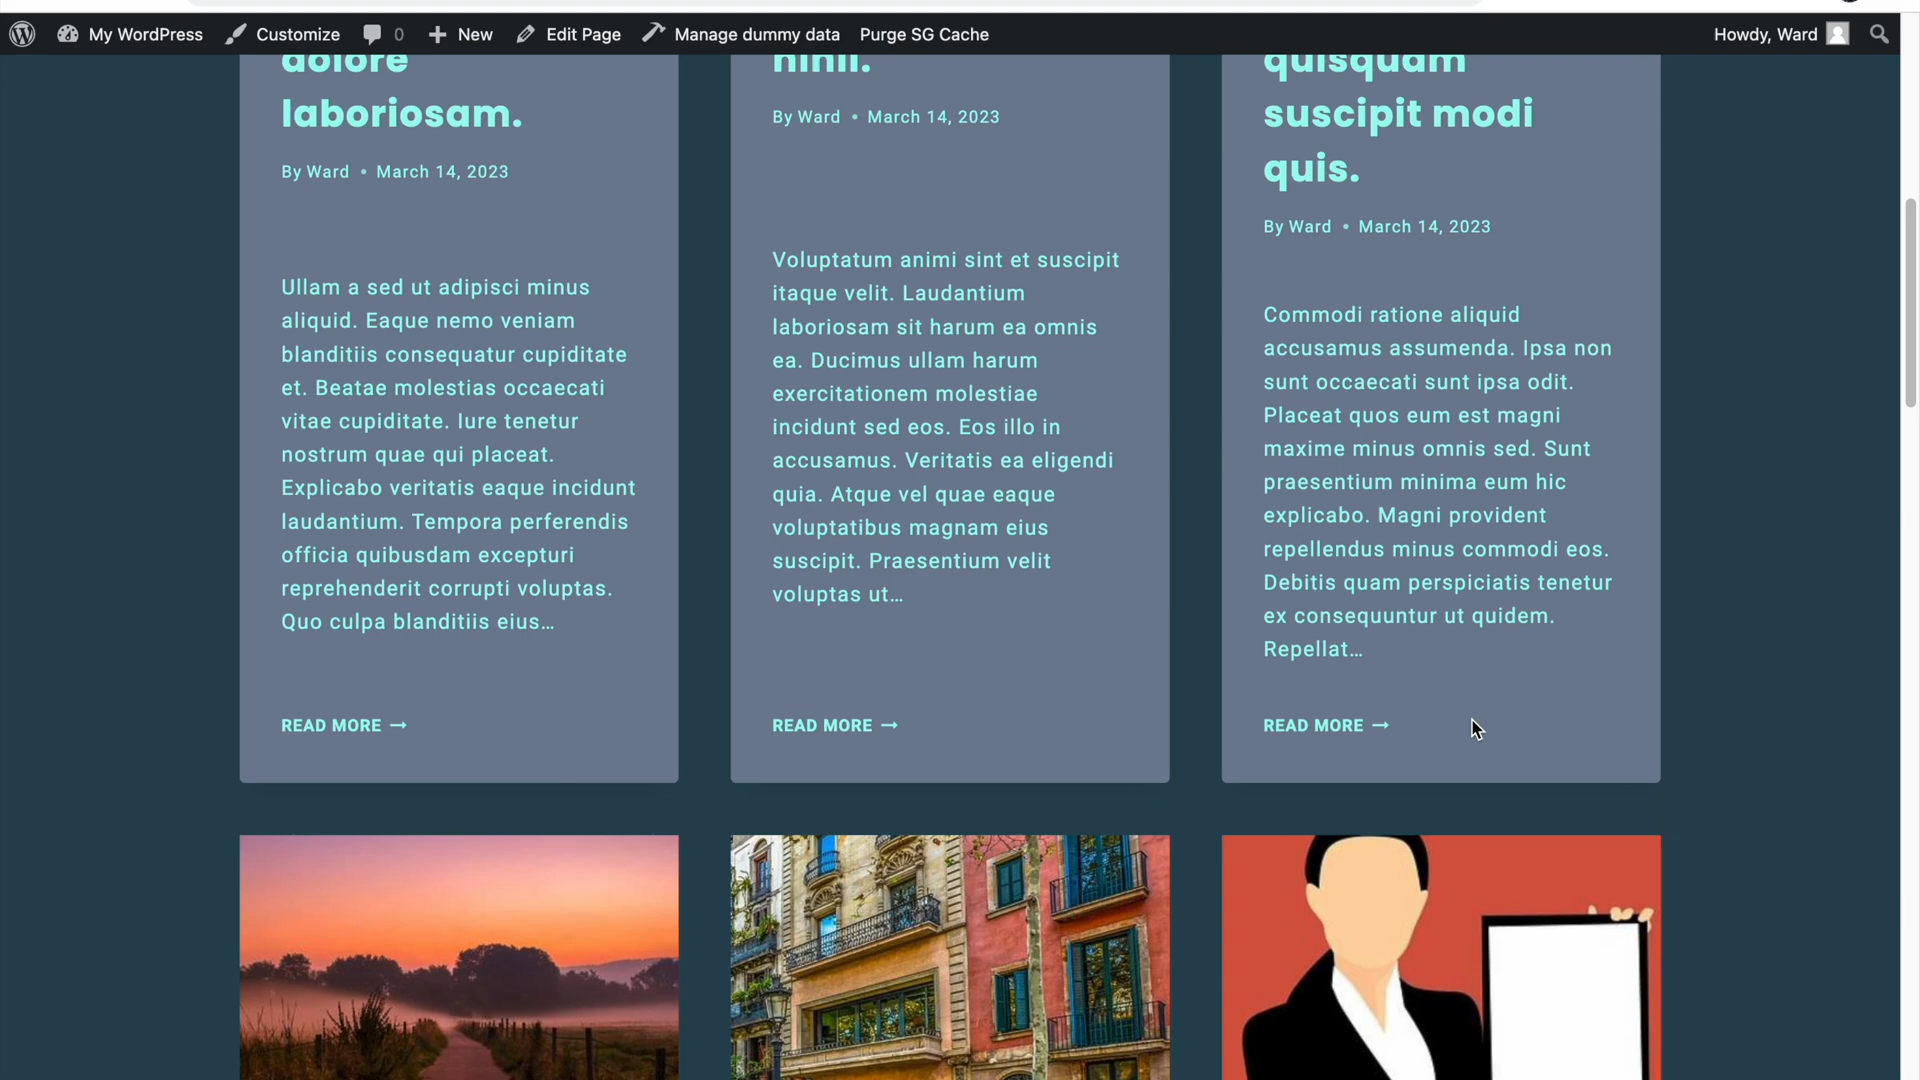 My WordPress
Customize
0
New
Edit Page
Manage dummy data
Purge SG Cache
Howdy, Ward
dolore
laboriosam.
By Ward • March 14, 2023
Ullam a sed ut adipisci minus
aliquid. Eaque nemo veniam
blanditiis consequatur cupiditate
et. Beatae molestias occaecati
vitae cupiditate. Iure tenetur
nostrum quae qui placeat.
Explicabo veritatis eaque incidunt
laudantium. Tempora perferendis
officia quibusdam excepturi
reprehenderit corrupti voluptas.
Quo culpa blanditiis eius…
READ MORE →
nihil.
By Ward • March 14, 2023
Voluptatum animi sint et suscipit
itaque velit. Laudantium
laboriosam sit harum ea omnis
ea. Ducimus ullam harum
exercitationem molestiae
incidunt sed eos. Eos illo in
accusamus. Veritatis ea eligendi
quia. Atque vel quae eaque
voluptatibus magnam eius
suscipit. Praesentium velit
voluptas ut…
READ MORE →
quisquam
suscipit modi
quis.
By Ward • March 14, 2023
Commodi ratione aliquid
accusamus assumenda. Ipsa non
sunt occaecati sunt ipsa odit.
Placeat quos eum est magni
maxime minus omnis sed. Sunt
praesentium minima eum hic
explicabo. Magni provident
repellendus minus commodi eos.
Debitis quam perspiciatis tenetur
ex consequuntur ut quidem.
Repellat…
READ MORE →